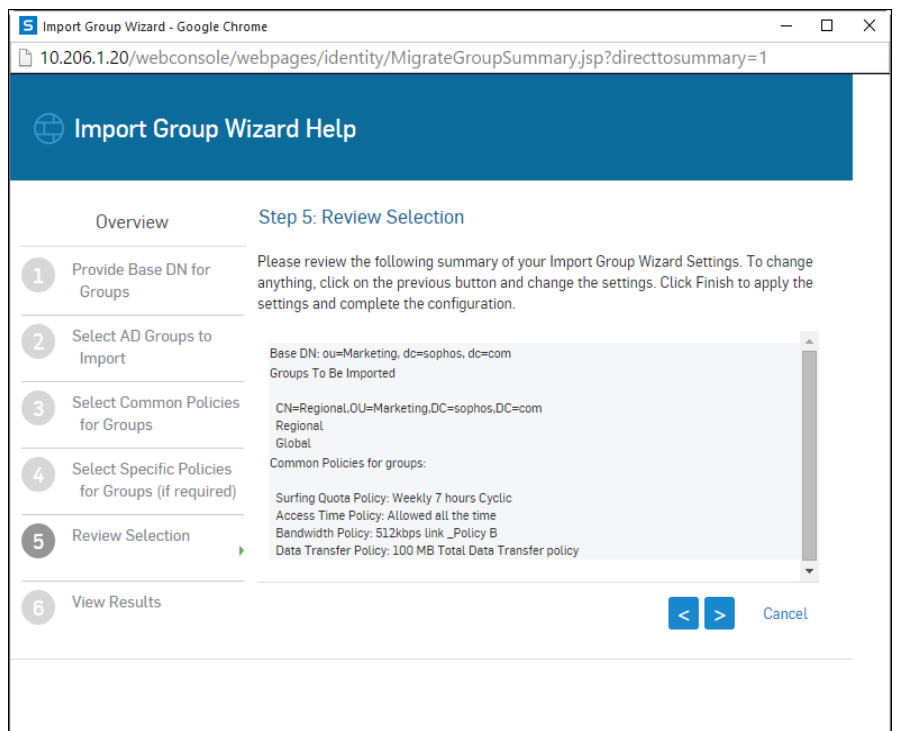 S Import Group Wizard - Google Chrome
10.206.1.20/webconsole/webpages/identity/MigrateGroupSummary.jsp?directtosummary=1
Import Group Wizard Help
Overview
1
Provide Base DN for
Groups
2
Select AD Groups to
Import
3
Select Common Policies
for Groups
4
Select Specific Policies
for Groups (if required)
5
Review Selection
6
View Results
Step 5: Review Selection
Please review the following summary of your Import Group Wizard Settings. To change
anything, click on the previous button and change the settings. Click Finish to apply the
settings and complete the configuration.
Base DN: ou=Marketing, dc=sophos, dc=com
Groups To Be Imported
CN=Regional,OU=Marketing,DC=sophos,DC=com
Regional
Global
Common Policies for groups:
Surfing Quota Policy: Weekly 7 hours Cyclic
Access Time Policy: Allowed all the time
Bandwidth Policy: 512kbps link _Policy B
Data Transfer Policy: 100 MB Total Data Transfer policy
< > Cancel